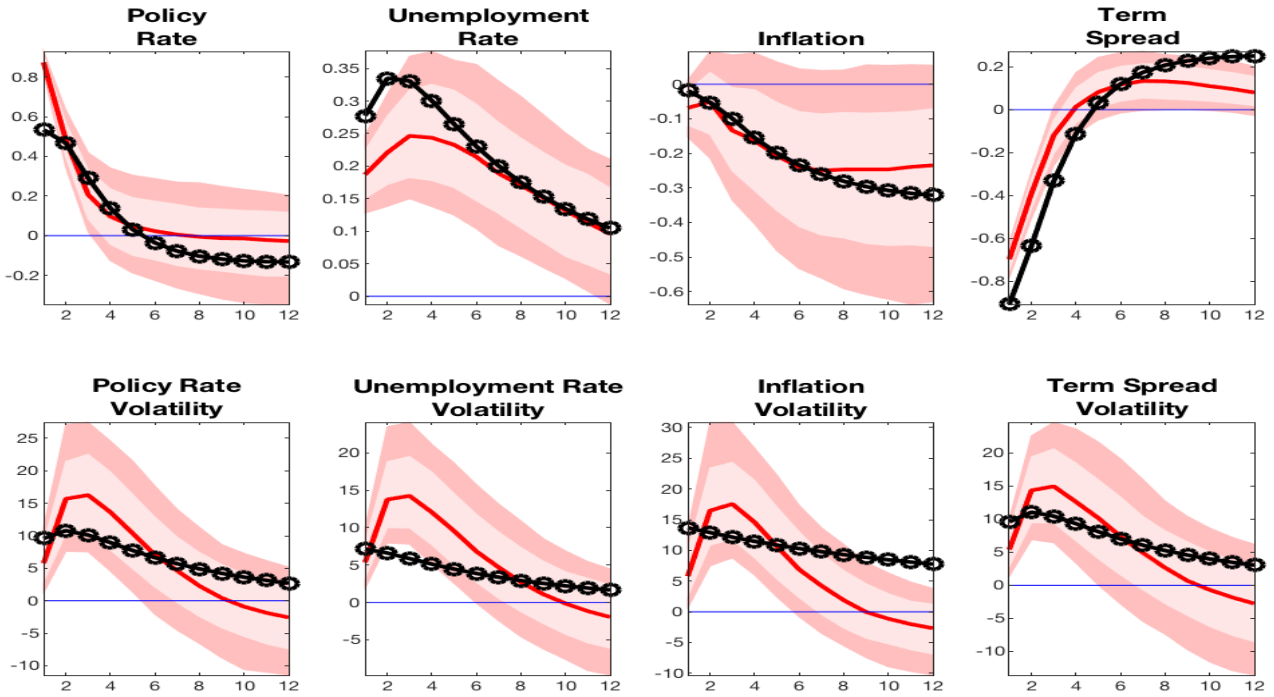 Policy
Rate
Unemployment
Rate
Inflation
Term
Spread
0.8
0.6
0.4
0.2
0
-0.2
2 4 6 8 10 12
0.35
0.3
0.25
0.2
0.15
0.1
0.05
0
2 4 6 8 10 12
0
-0.1
-0.2
-0.3
-0.4
-0.5
-0.6
2 4 6 8 10 12
0.2
0
-0.2
-0.4
-0.6
-0.8
2 4 6 8 10 12
Policy Rate
Volatility
Unemployment Rate
Volatility
Inflation
Volatility
Term Spread
Volatility
25
20
15
10
5
0
-5
-10
2 4 6 8 10 12
20
15
10
5
0
-5
2 4 6 8 10 12
30
25
20
15
10
5
0
-5
-10
2 4 6 8 10 12
20
15
10
5
0
-5
-10
2 4 6 8 10 12